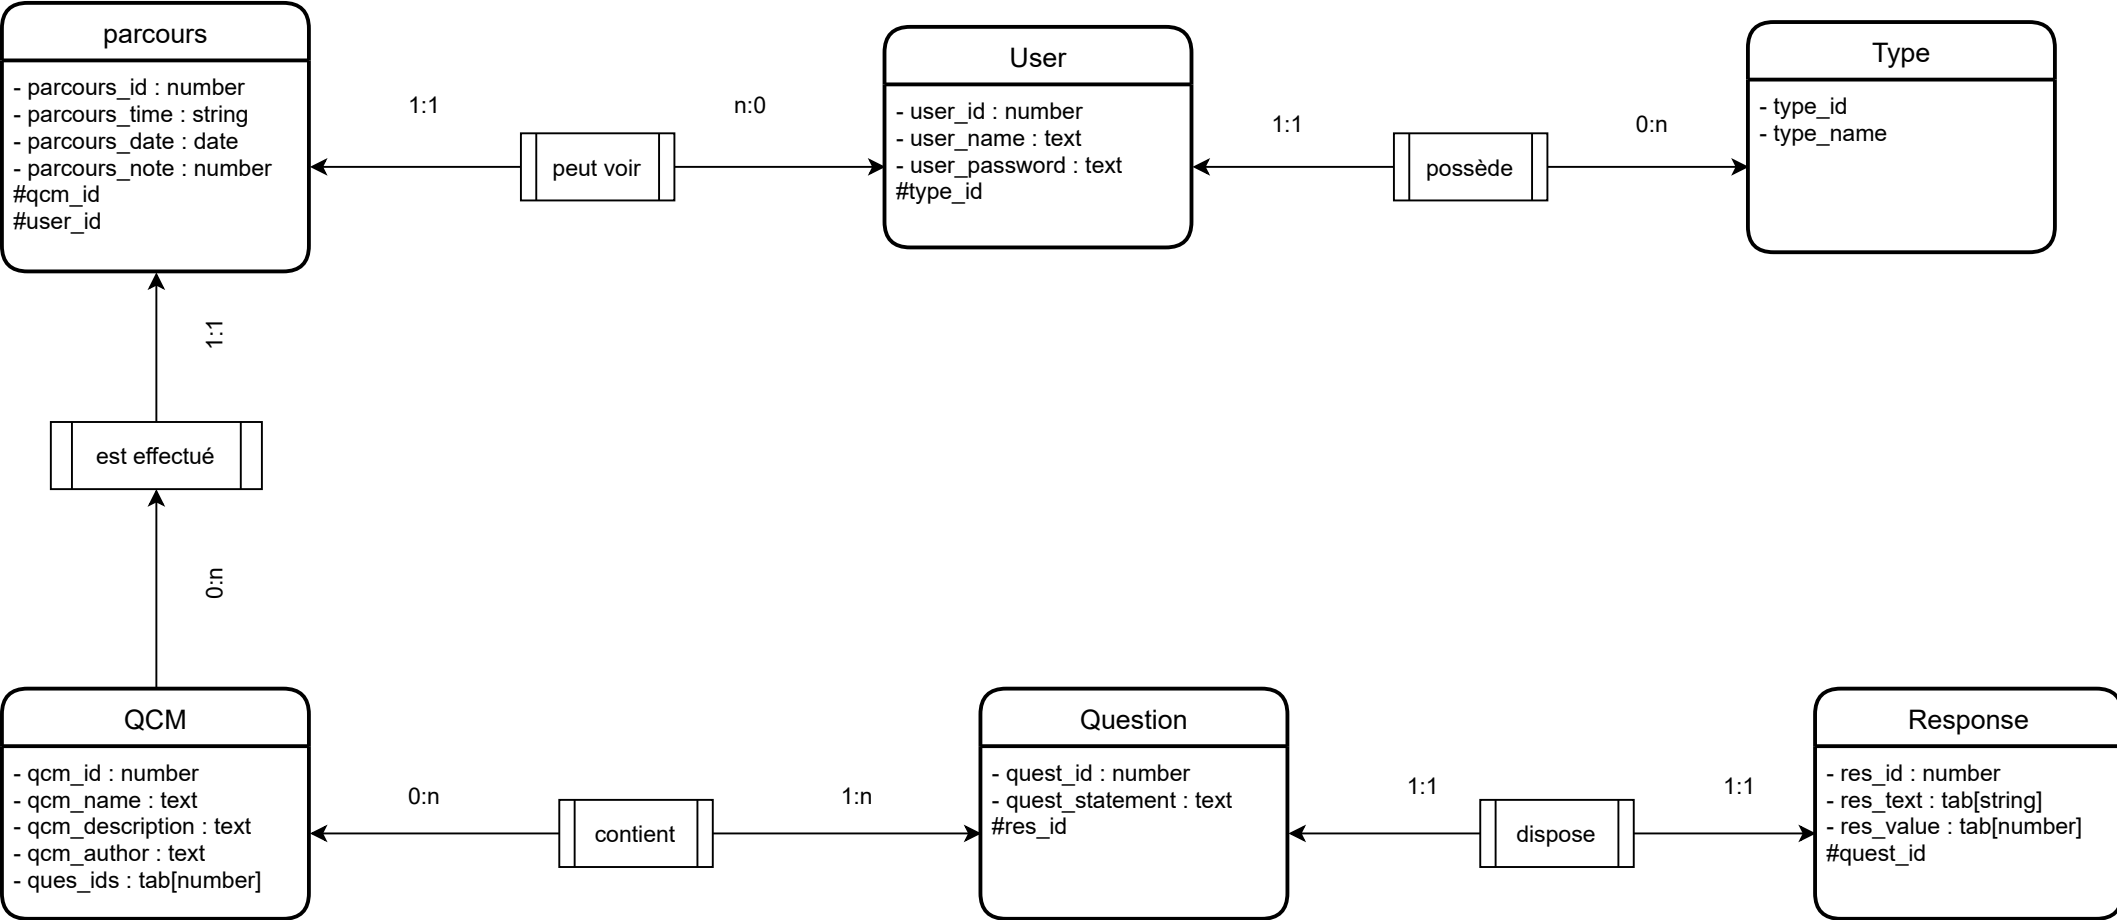 parcours
- parcours_id : number
- parcours_time : string
- parcours_date : date
- parcours_note : number
#qcm_id
#user_id
1:1
peut voir
n:0
User
- user_id : number
- user_name : text
- user_password : text
#type_id
1:1
possède
0:n
Type
- type_id
- type_name
1:1
est effectué
0:n
QCM
- qcm_id : number
- qcm_name : text
- qcm_description : text
- qcm_author : text
- ques_ids : tab[number]
0:n
contient
1:n
Question
- quest_id : number
- quest_statement : text
#res_id
1:1
dispose
1:1
Response
- res_id : number
- res_text : tab[string]
- res_value : tab[number]
#quest_id